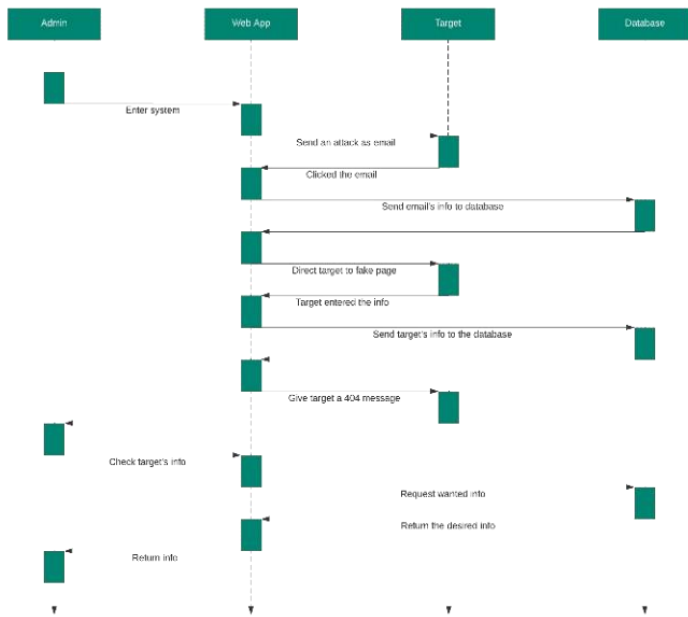 Admin
Web App
Target
Database
Enter system
Send an attack as email
Clicked the email
Send email's info to database
Direct target to fake page
Target entered the info
Send target's info to the database
Give target a 404 message
Check target's info
Request wanted info
Return the desired info
Return info